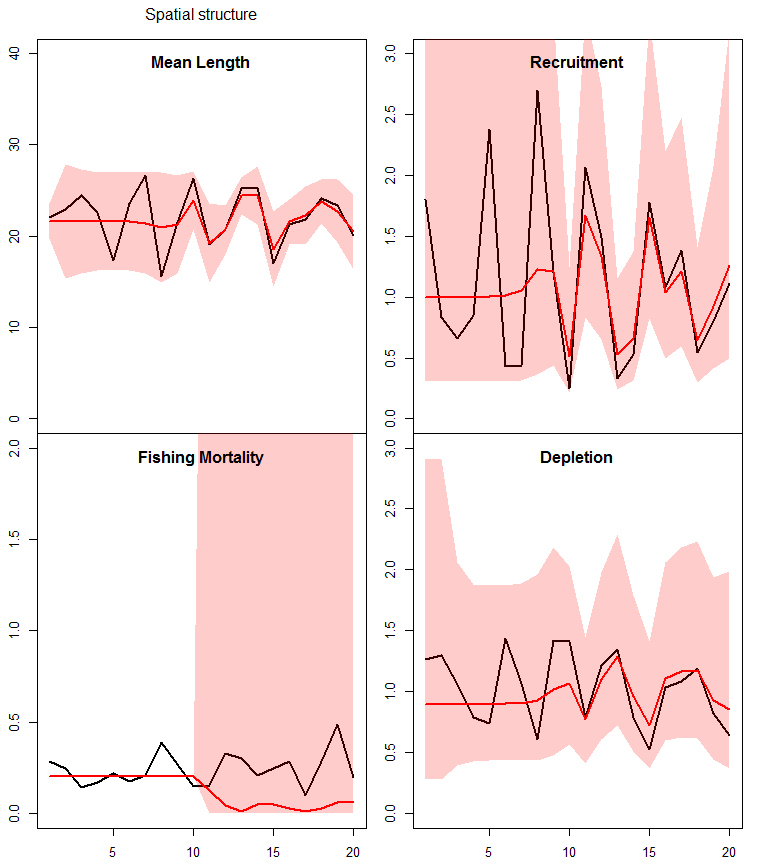 Spatial structure
Mean Length
Recruitment
0 10 20 30 40
0.0 0.5 1.0 1.5 2.0 2.5 3.0
Fishing Mortality
Depletion
0.0 0.5 1.0 1.5 2.0
0.0 0.5 1.0 1.5 2.0 2.5 3.0
5 10 15 20
5 10 15 20